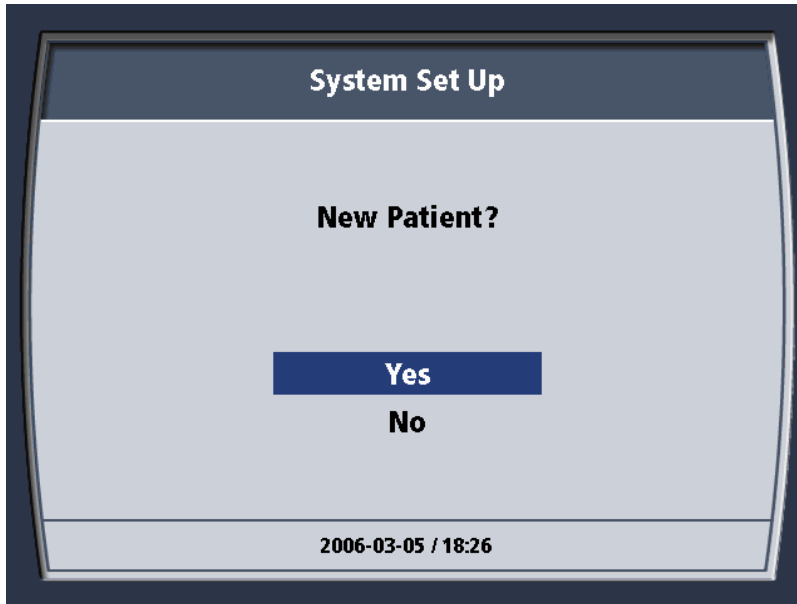 System Set Up
New Patient?
Yes
No
2006-03-05 / 18:26